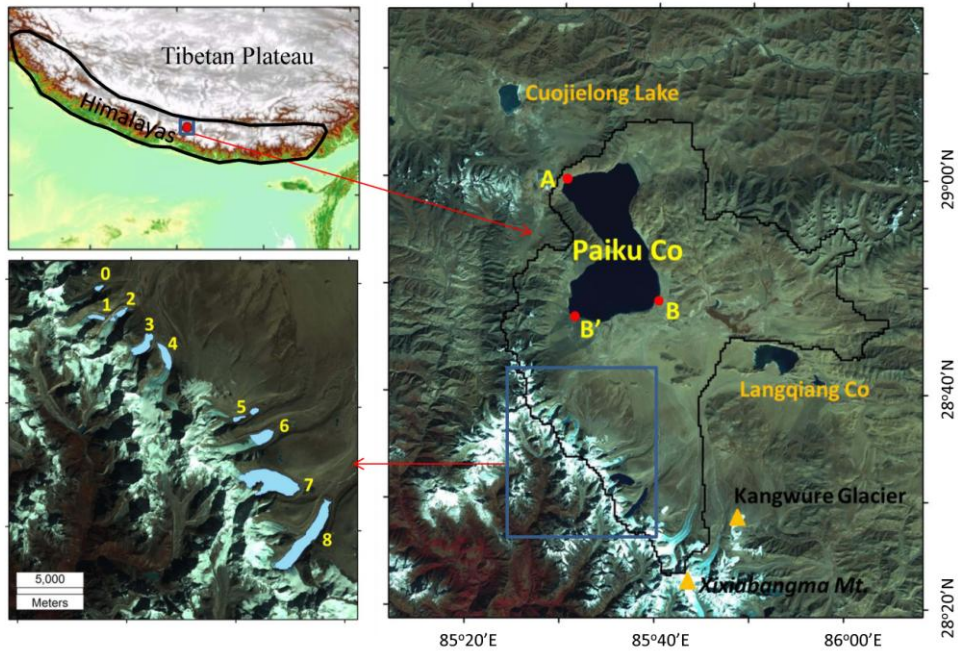 Tibetan Plateau
Himalayas
0
1
2
3
4
5
6
7
8
5,000
Meters
Cuojielong Lake
A
Paiku Co
B
B’
Langqiang Co
Kangwure Glacier
Xixiabangma Mt.
29°00’N
28°40’N
28°20’N
85°20’E
85°40’E
86°00’E